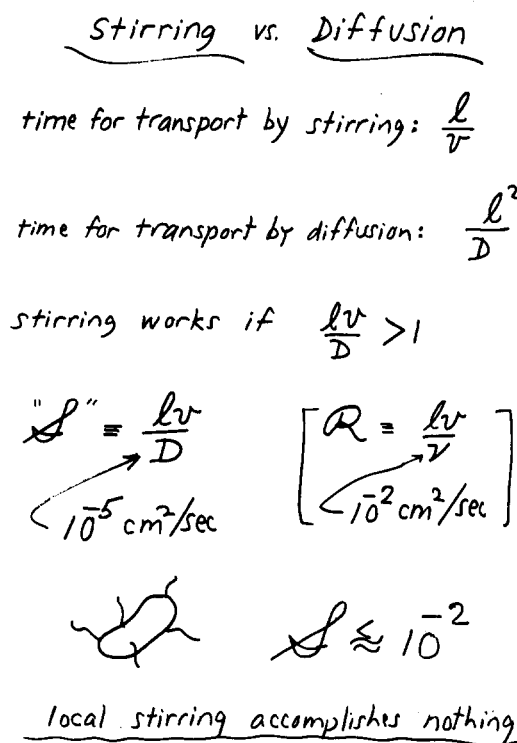 Stirring vs. Diffusion
time for transport by stirring: l/v
time for transport by diffusion: l²/D
stirring works if lv/D > 1
"S" ≡ lv/D [R ≡ lv/ν]
10⁻⁵ cm²/sec 10⁻² cm²/sec
S ⪅ 10⁻²
local stirring accomplishes nothing